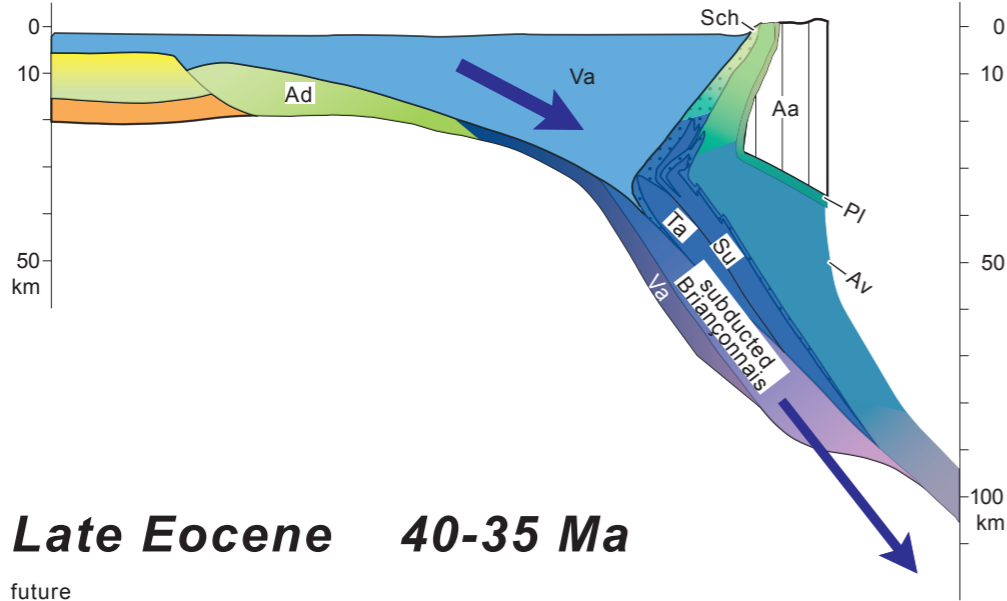 Sch
0
0
10
Va
10
Ad
Aa
Pl
Ta
Su
50
km
50
Av
Va
subducted
Briançonnais
100
km
Late Eocene 40-35 Ma
future